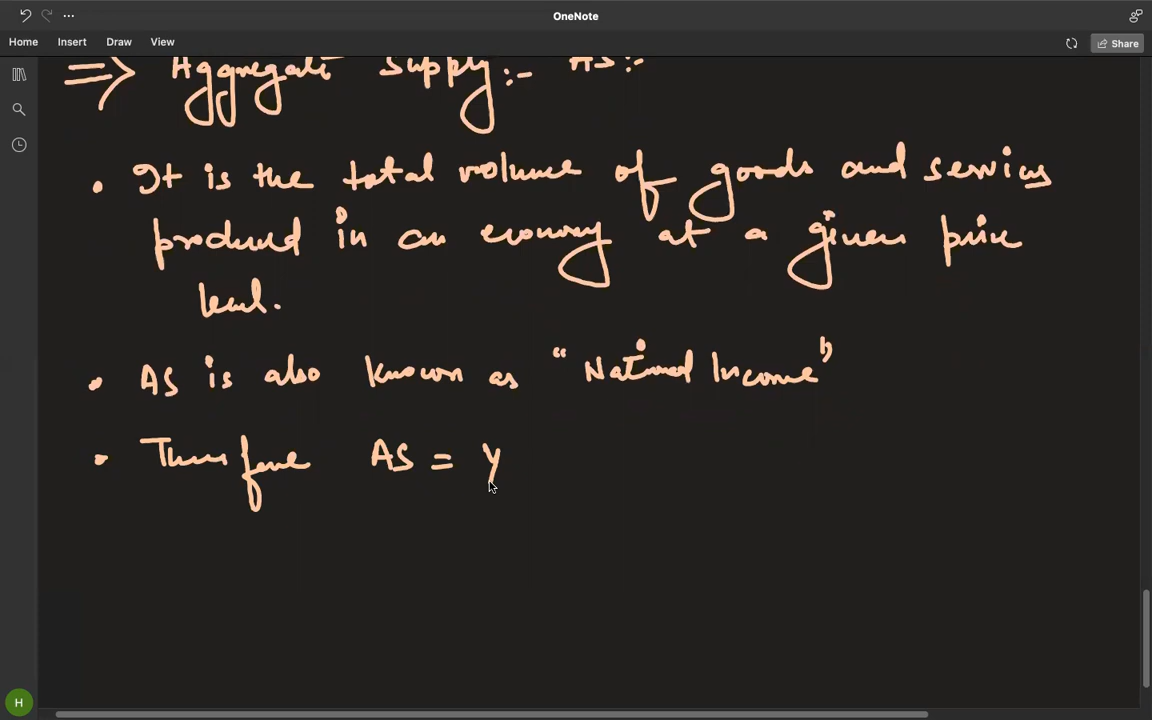 OneNote
Home Insert Draw View Share
⇒ Aggregate Supply:- AS:-
• It is the total volume of goods and services
produced in an economy at a given price
level.
• AS is also known as "National Income"
• Therefore AS = Y
H